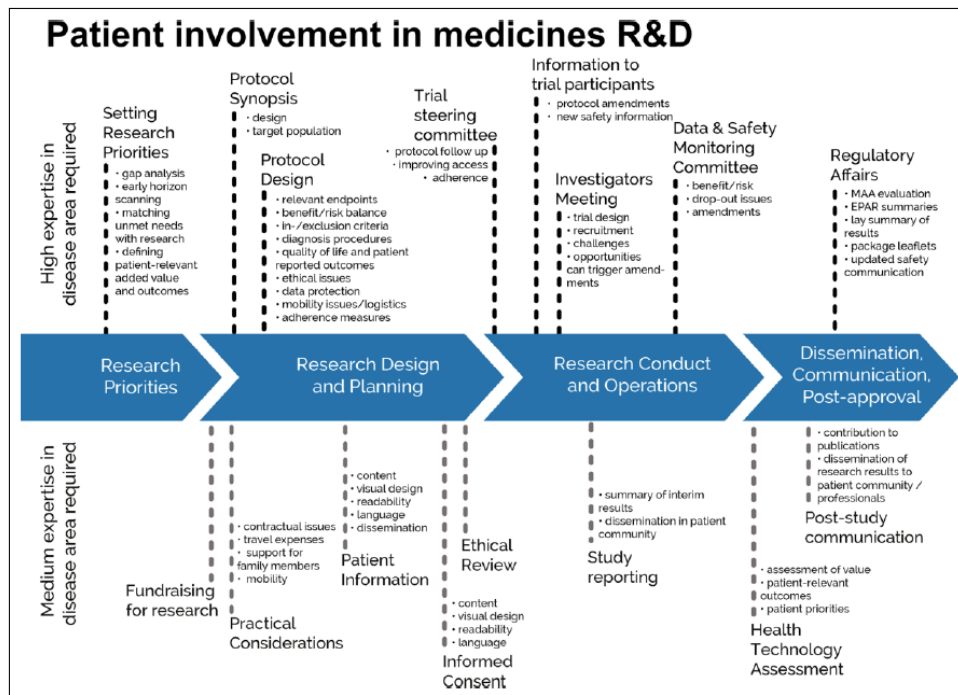 Patient involvement in medicines R&D
High expertise in
disease area required
Setting
Research
Priorities
• gap analysis
• early horizon
scanning
• matching
unmet needs
with research
• defining
patient-relevant
added value
and outcomes
Protocol
Synopsis
• design
• target population
Protocol
Design
• relevant endpoints
• benefit/risk balance
• in-/exclusion criteria
• diagnosis procedures
• quality of life and patient
reported outcomes
• ethical issues
• data protection
• mobility issues/logistics
• adherence measures
Trial
steering
committee
• protocol follow up
• improving access
• adherence
Information to
trial participants
• protocol amendments
• new safety information
Investigators
Meeting
• trial design
• recruitment
• challenges
• opportunities
can trigger amend-
ments
Data & Safety
Monitoring
Committee
• benefit/risk
• drop-out issues
• amendments
Regulatory
Affairs
• MAA evaluation
• EPAR summaries
• lay summary of
results
• package leaflets
• updated safety
communication
Research
Priorities
Research Design
and Planning
Research Conduct
and Operations
Dissemination,
Communication,
Post-approval
Medium expertise in
disease area required
Fundraising
for research
• contractual issues
• travel expenses
• support for
family members
• mobility
Practical
Considerations
• content
• visual design
• readability
• language
• dissemination
Patient
Information
• content
• visual design
• readability
• language
Informed
Consent
Ethical
Review
• summary of interim
results
• dissemination in patient
community
Study
reporting
• assessment of value
• patient-relevant
outcomes
• patient priorities
Health
Technology
Assessment
• contribution to
publications
• dissemination of
research results to
patient community /
professionals
Post-study
communication